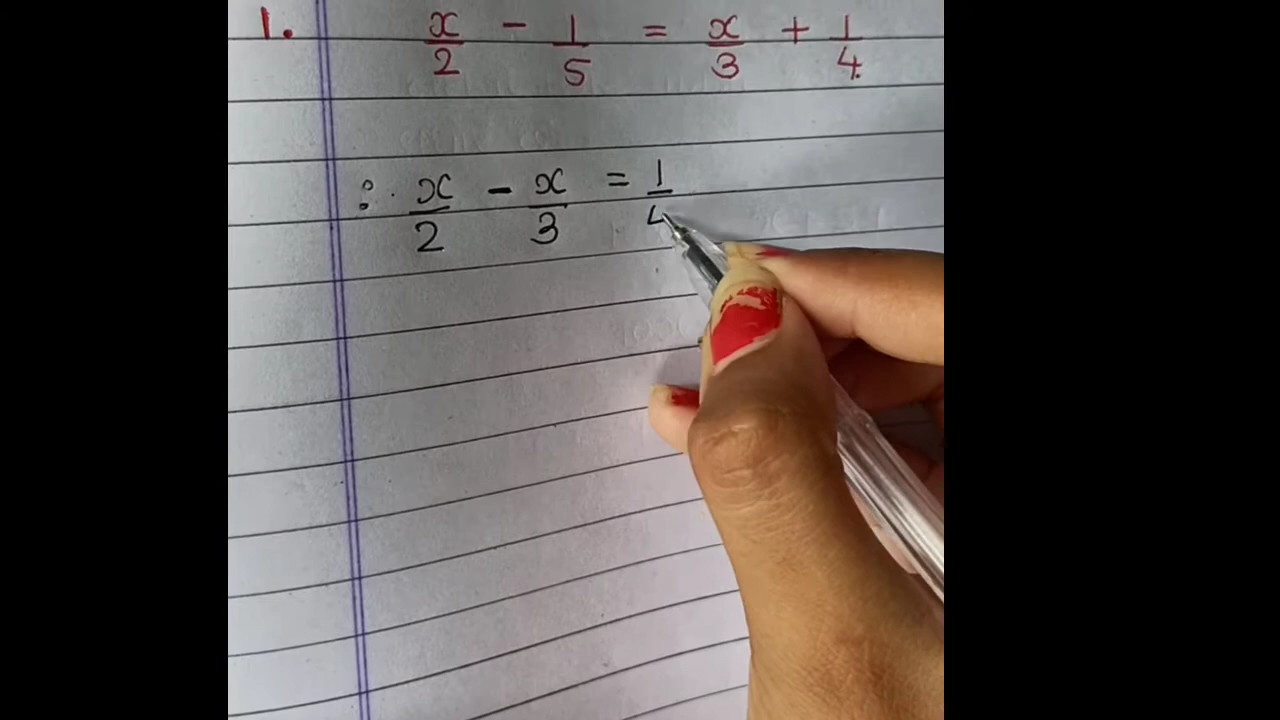 1. x/2 - 1/5 = x/3 + 1/4
∴ x/2 - x/3 = 1/4